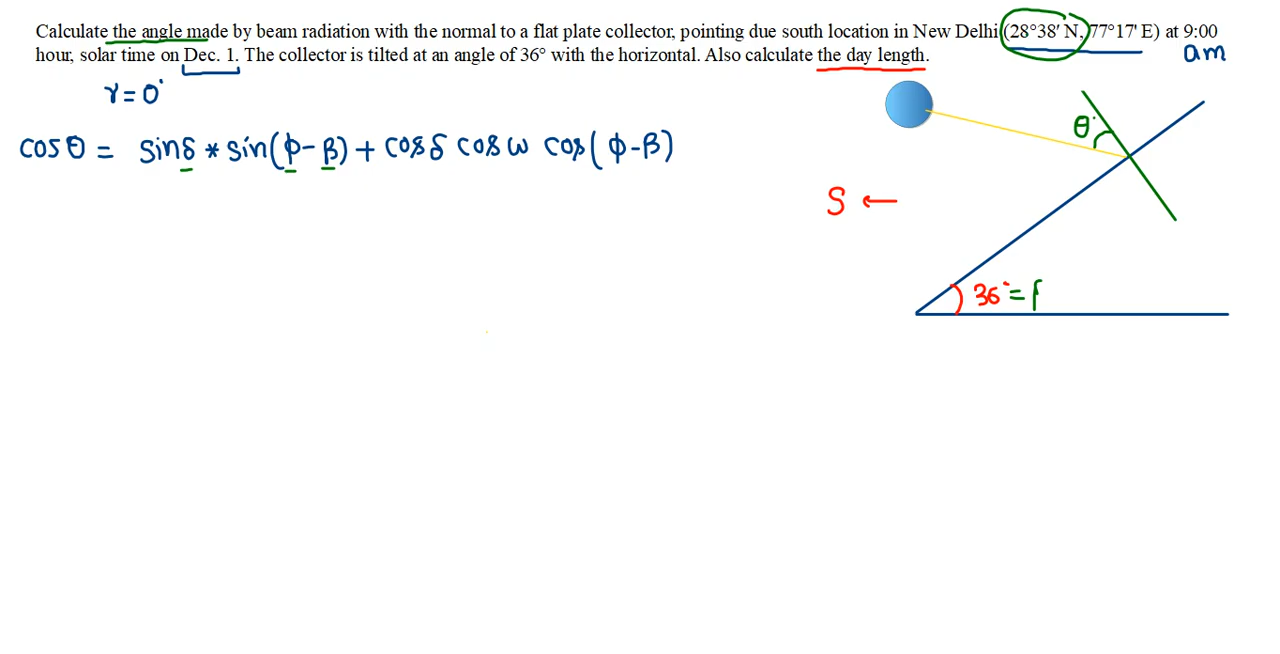 Calculate the angle made by beam radiation with the normal to a flat plate collector, pointing due south location in New Delhi (28°38' N, 77°17' E) at 9:00
hour, solar time on Dec. 1. The collector is tilted at an angle of 36° with the horizontal. Also calculate the day length.
am
γ = 0°
cos θ = sin δ * sin(φ - β) + cos δ cos ω cos(φ - β)
θ
S ←
36° =